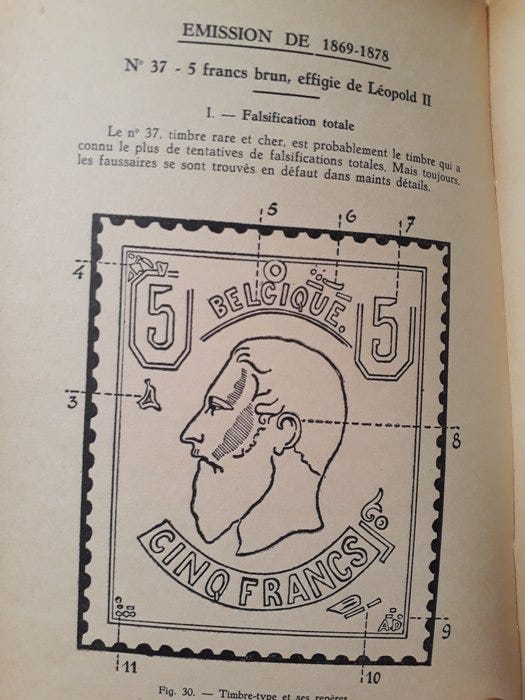 EMISSION DE 1869-1878
N° 37 - 5 francs brun, effigie de Léopold II
I. — Falsification totale
Le n° 37, timbre rare et cher, est probablement le timbre qui a
connu le plus de tentatives de falsifications totales. Mais toujours,
les faussaires se sont trouvés en défaut dans maints détails.
5 6 7
4
5 BELGIQUE. 5
3
8
CINQ FRANCS
AD
9
11 10
Fig. 30. — Timbre-type et ses repères